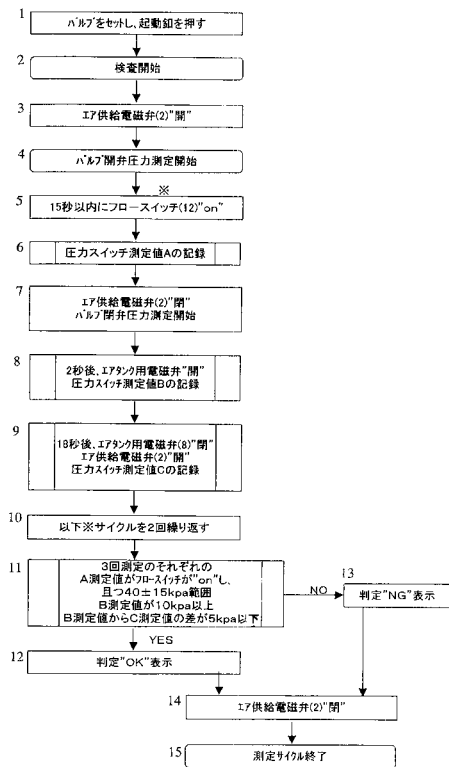 1
バルブをセットし、起動釦を押す
2
検査開始
3
エア供給電磁弁(2)"開"
4
バルブ開弁圧力測定開始
※
5
15秒以内にフロースイッチ(12)"on"
6
圧力スイッチ測定値Aの記録
7
エア供給電磁弁(2)"閉"
バルブ閉弁圧力測定開始
8
2秒後、エアタンク用電磁弁"開"
圧力スイッチ測定値Bの記録
9
18秒後、エアタンク用電磁弁(8)"閉"
エア供給電磁弁(2)"開"
圧力スイッチ測定値Cの記録
10
以下※サイクルを2回繰り返す
11
3回測定のそれぞれの
A測定値がフロースイッチが"on"し、
且つ40±15kpa範囲
B測定値が10kpa以上
B測定値からC測定値の差が5kpa以下
NO
13
判定"NG"表示
YES
12
判定"OK"表示
14
エア供給電磁弁(2)"閉"
15
測定サイクル終了